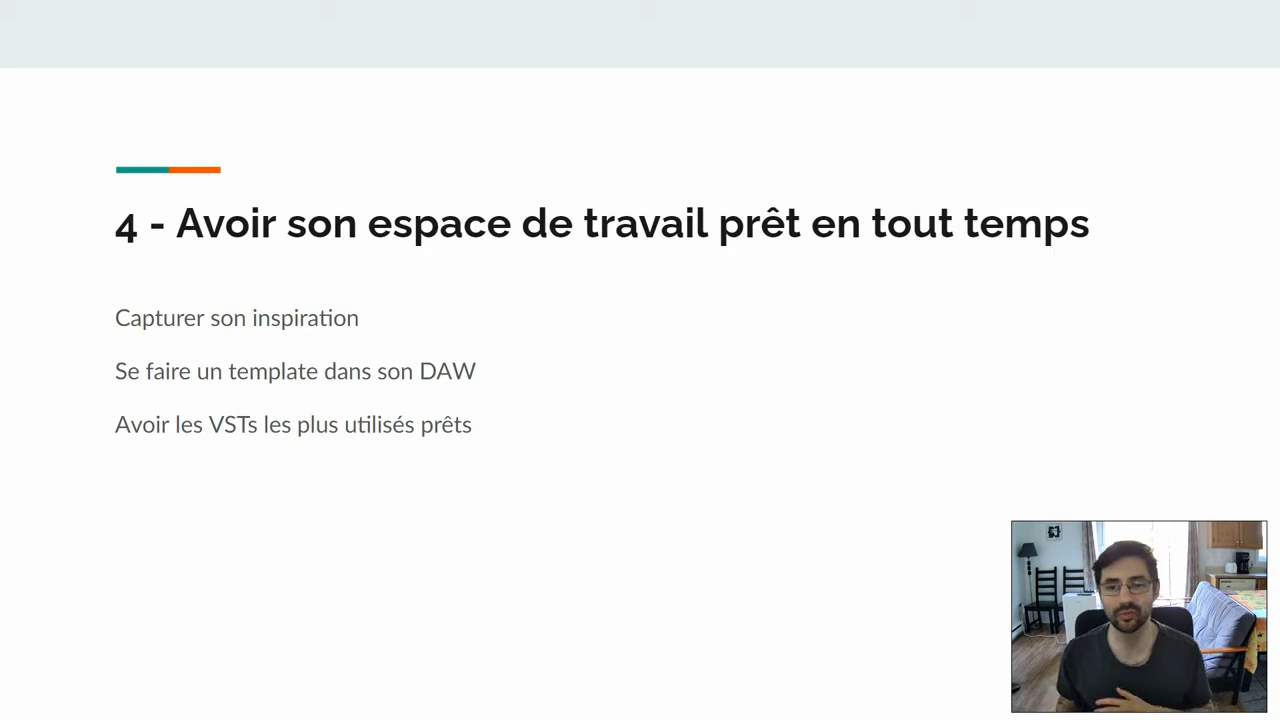 4 - Avoir son espace de travail prêt en tout temps
Capturer son inspiration
Se faire un template dans son DAW
Avoir les VSTs les plus utilisés prêts